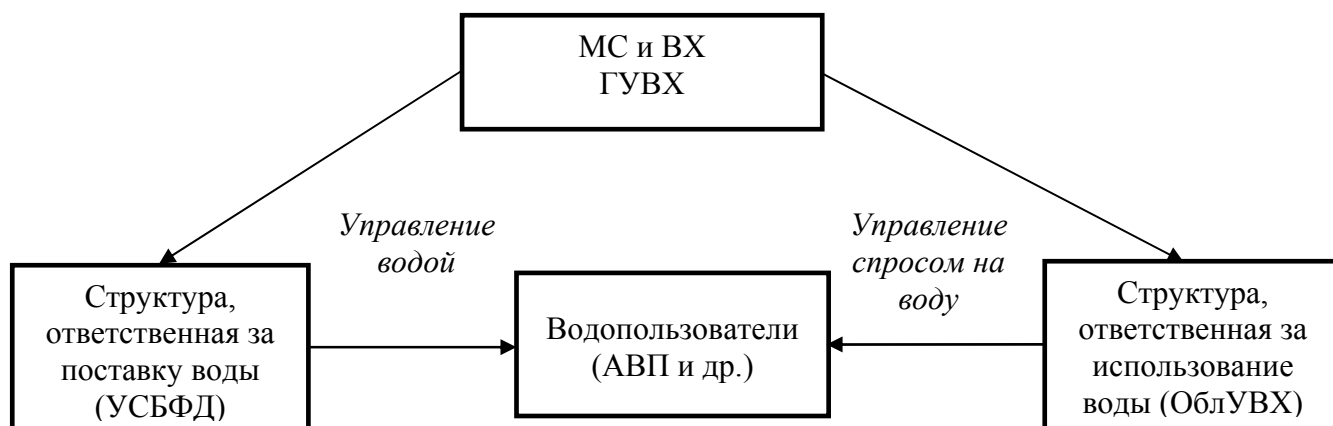 МС и ВХ
ГУВХ
Управление
водой
Управление
спросом на
воду
Структура,
ответственная за
поставку воды
(УСБФД)
Водопользователи
(АВП и др.)
Структура,
ответственная за
использование
воды (ОблУВХ)